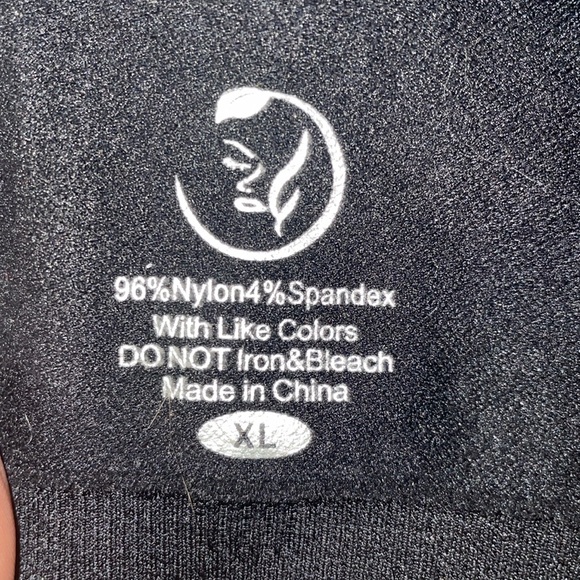 96%Nylon4%Spandex
With Like Colors
DO NOT Iron&Bleach
Made in China
XL